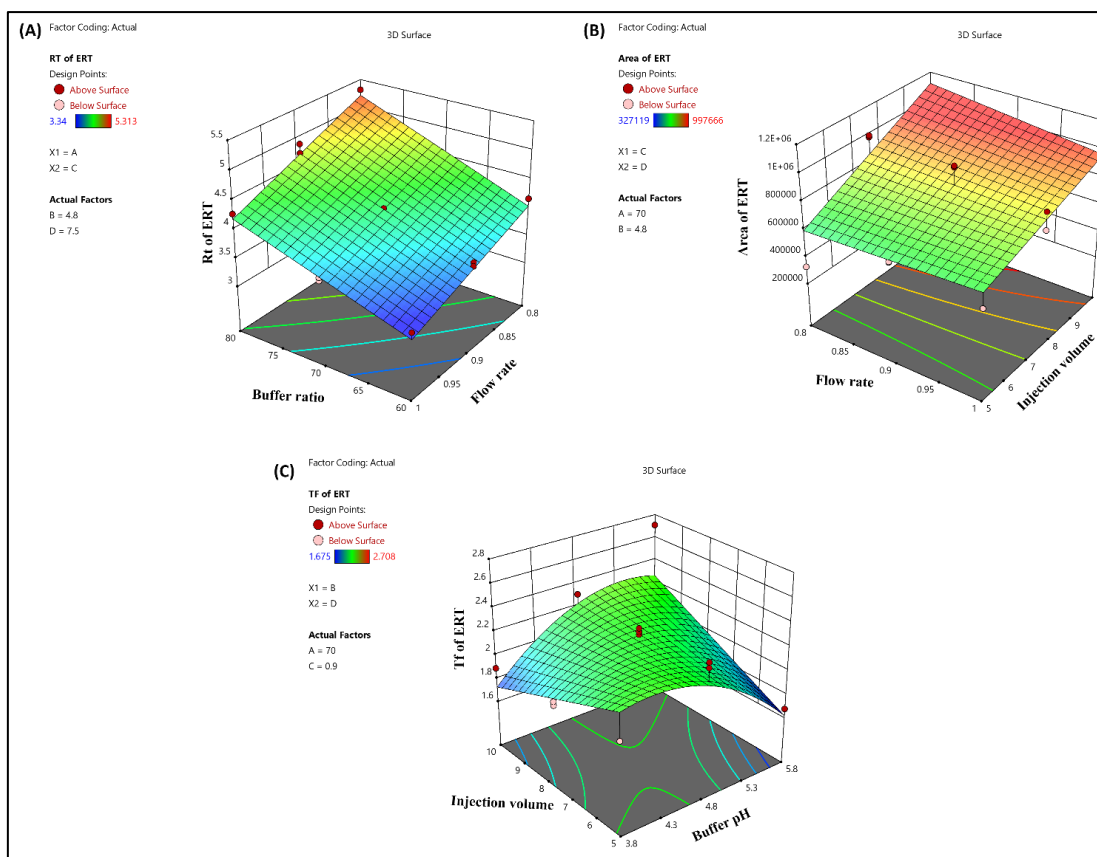 (A)
Factor Coding: Actual
3D Surface
RT of ERT
Design Points:
Above Surface
Below Surface
3.34 5.313
X1 = A
X2 = C
Actual Factors
B = 4.8
D = 7.5
5.5
5
4.5
4
3.5
3
Rt of ERT
80
75
70
65
60
Buffer ratio
0.8
0.85
0.9
0.95
1
Flow rate
(B)
Factor Coding: Actual
3D Surface
Area of ERT
Design Points:
Above Surface
Below Surface
327119 997666
X1 = C
X2 = D
Actual Factors
A = 70
B = 4.8
1.2E+06
1E+06
800000
600000
400000
200000
Area of ERT
0.8
0.85
0.9
0.95
1
Flow rate
9
8
7
6
5
Injection volume
(C)
Factor Coding: Actual
3D Surface
TF of ERT
Design Points:
Above Surface
Below Surface
1.675 2.708
X1 = B
X2 = D
Actual Factors
A = 70
C = 0.9
2.8
2.6
2.4
2.2
2
1.8
1.6
Tf of ERT
10
9
8
7
6
5
Injection volume
5.8
5.3
4.8
4.3
3.8
Buffer pH